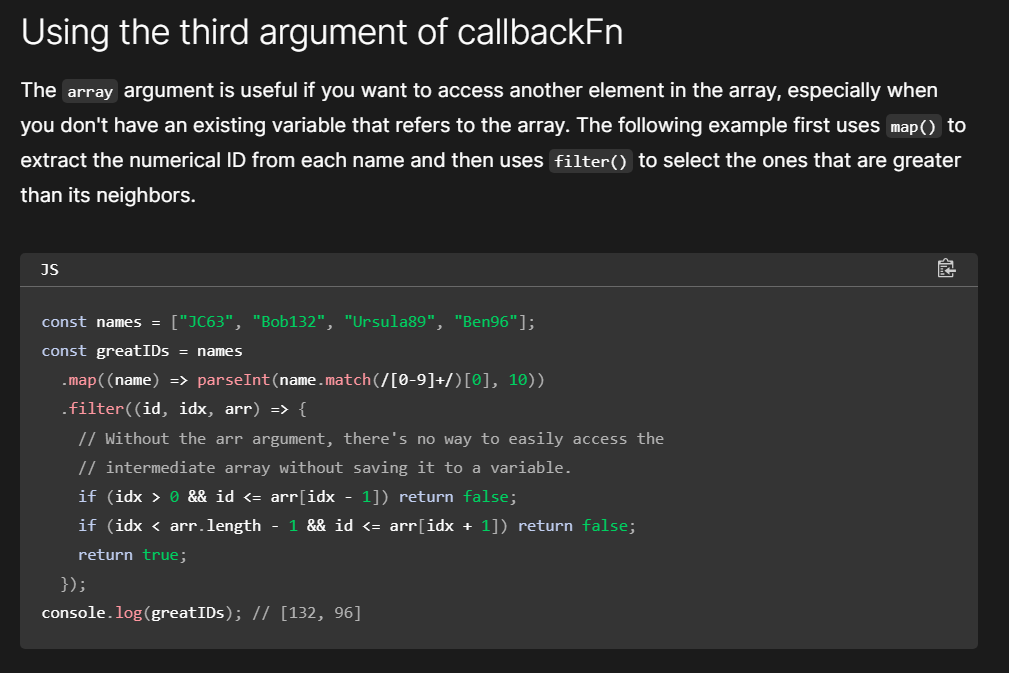 Using the third argument of callbackFn
The array argument is useful if you want to access another element in the array, especially when
you don't have an existing variable that refers to the array. The following example first uses map() to
extract the numerical ID from each name and then uses filter() to select the ones that are greater
than its neighbors.
JS
const names = ["JC63", "Bob132", "Ursula89", "Ben96"];
const greatIDs = names
  .map((name) => parseInt(name.match(/[0-9]+/)[0], 10))
  .filter((id, idx, arr) => {
    // Without the arr argument, there's no way to easily access the
    // intermediate array without saving it to a variable.
    if (idx > 0 && id <= arr[idx - 1]) return false;
    if (idx < arr.length - 1 && id <= arr[idx + 1]) return false;
    return true;
  });
console.log(greatIDs); // [132, 96]